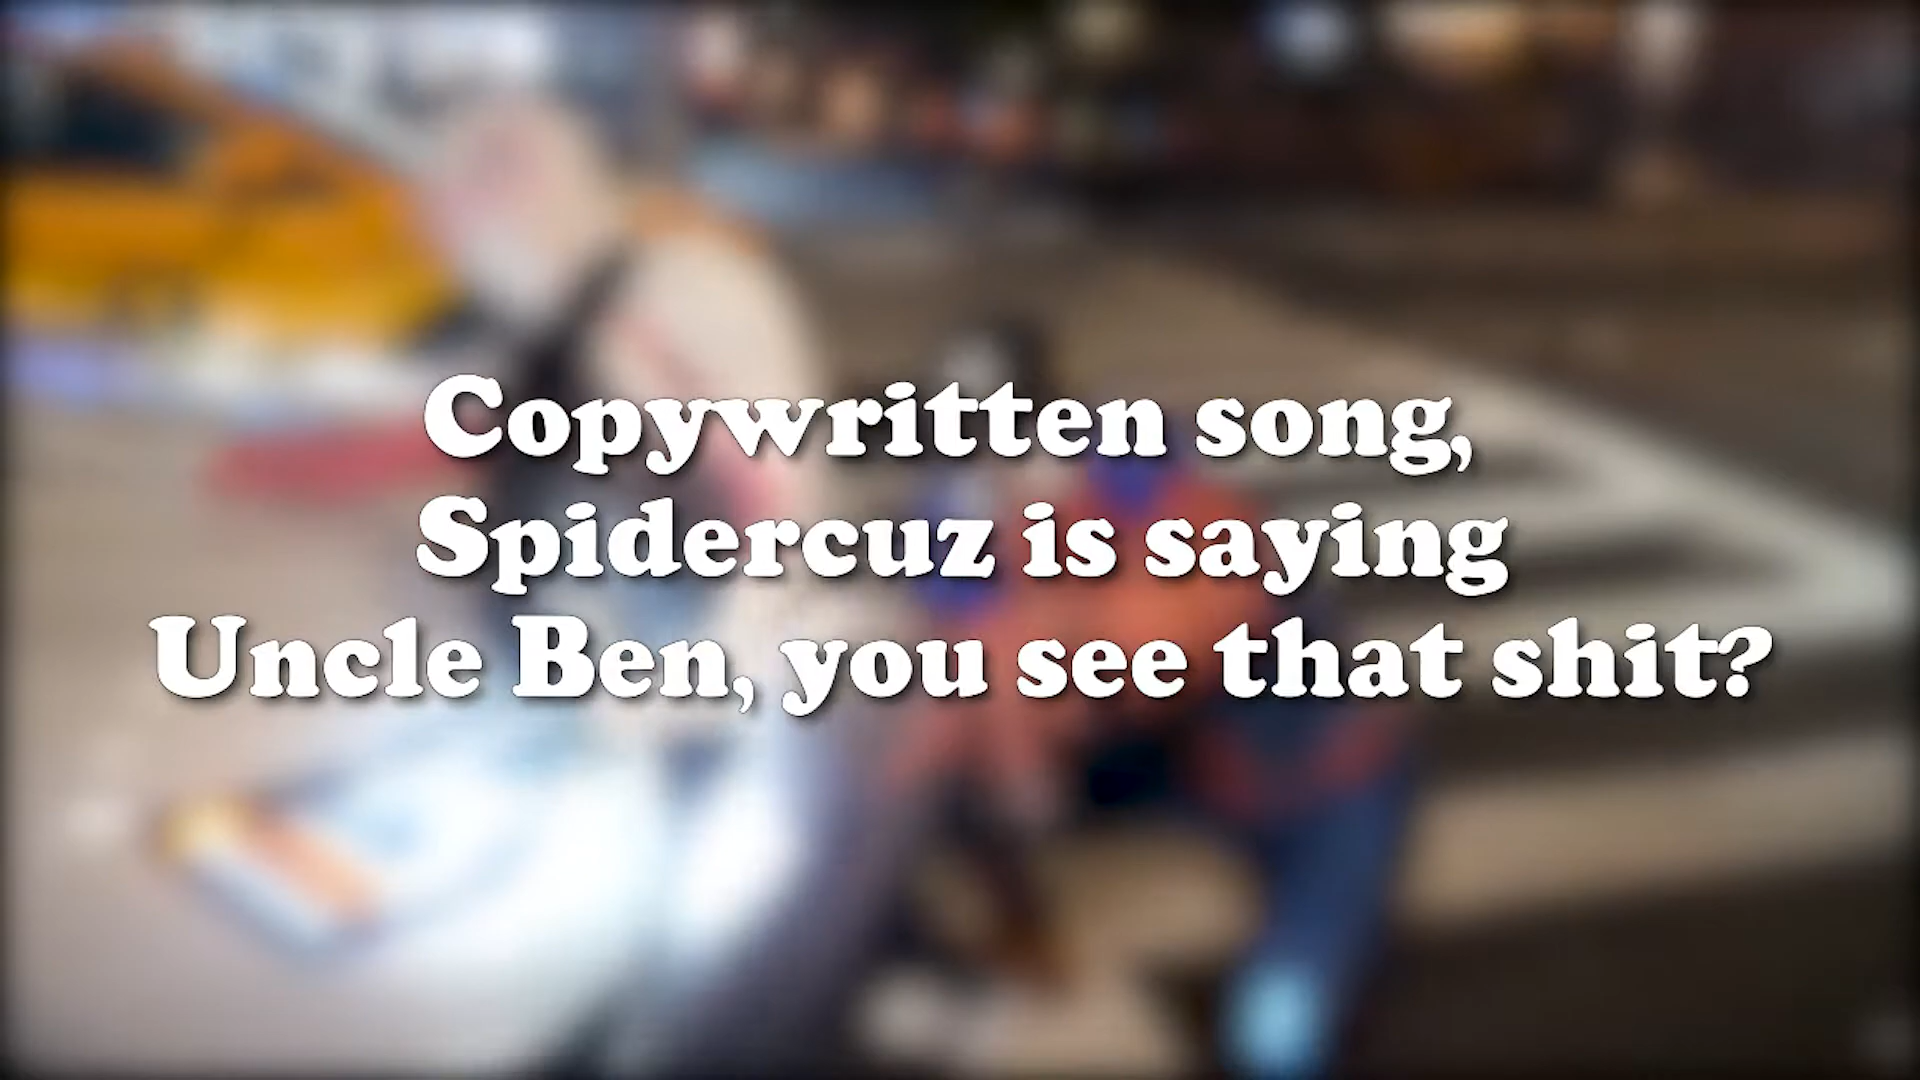 Copywritten song,
Spidercuz is saying
Uncle Ben, you see that shit?